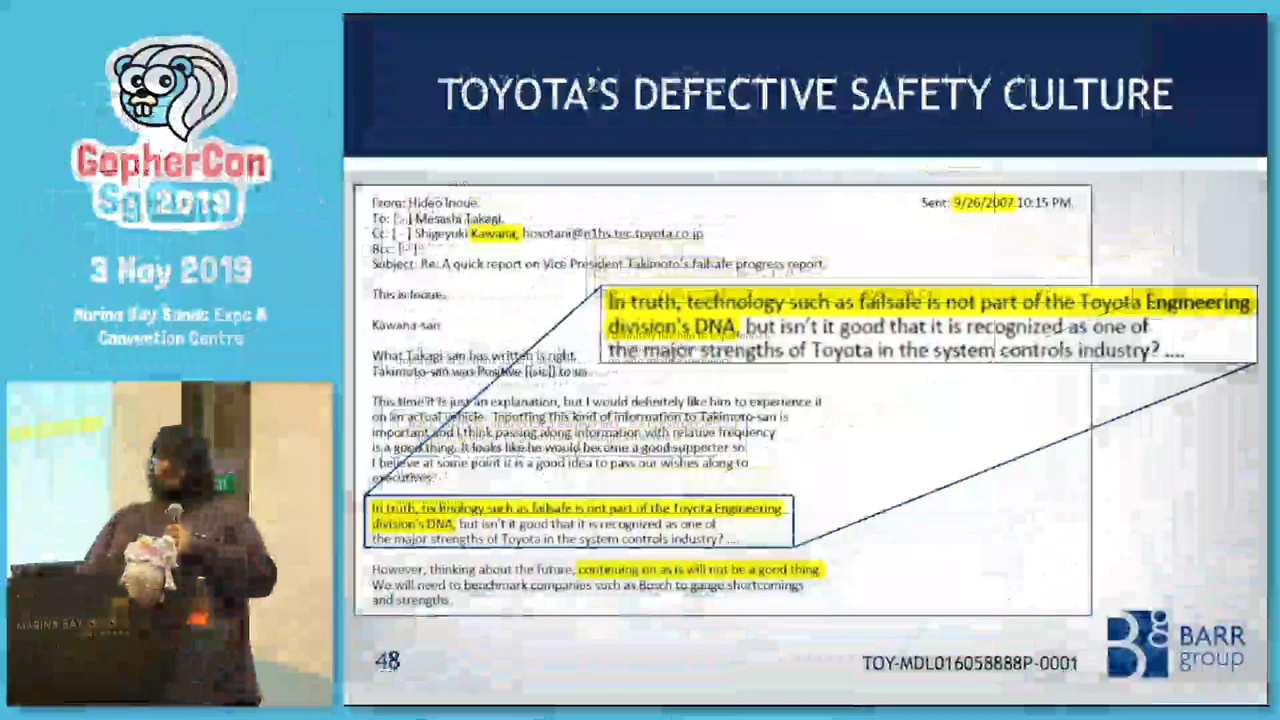 GopherCon
Sg 2019
3 May 2019
Marina Bay Sands Expo &
Convention Centre
MARINA BAY
TOYOTA'S DEFECTIVE SAFETY CULTURE
From: Hideo Inoue.
Sent: 9/26/2007 10:15 PM.
To: [ - ] Masashi Takagi.
Cc: [ - ] Shigeyuki Kawana, hosotani@n1hs.tec.toyota.co.jp
Bcc: [ - ]
Subject: Re: A quick report on Vice President Takimoto's failsafe progress report.
This is Inoue.
Kawana-san
What Takagi-san has written is right.
Takimoto-san was Positive [[sic]] to us.
This time it is just an explanation, but I would definitely like him to experience it
on an actual vehicle. Inputting this kind of information to Takimoto-san is
important and I think passing along information with relative frequency
is a good thing. It looks like he would become a good supporter so
I believe at some point it is a good idea to pass our wishes along to
executives.
In truth, technology such as failsafe is not part of the Toyota Engineering
division's DNA, but isn't it good that it is recognized as one of
the major strengths of Toyota in the system controls industry? ....
In truth, technology such as failsafe is not part of the Toyota Engineering
division's DNA, but isn't it good that it is recognized as one of
the major strengths of Toyota in the system controls industry? ....
However, thinking about the future, continuing on as is will not be a good thing.
We will need to benchmark companies such as Bosch to gauge shortcomings
and strengths.
48
TOY-MDL016058888P-0001
BARR
group